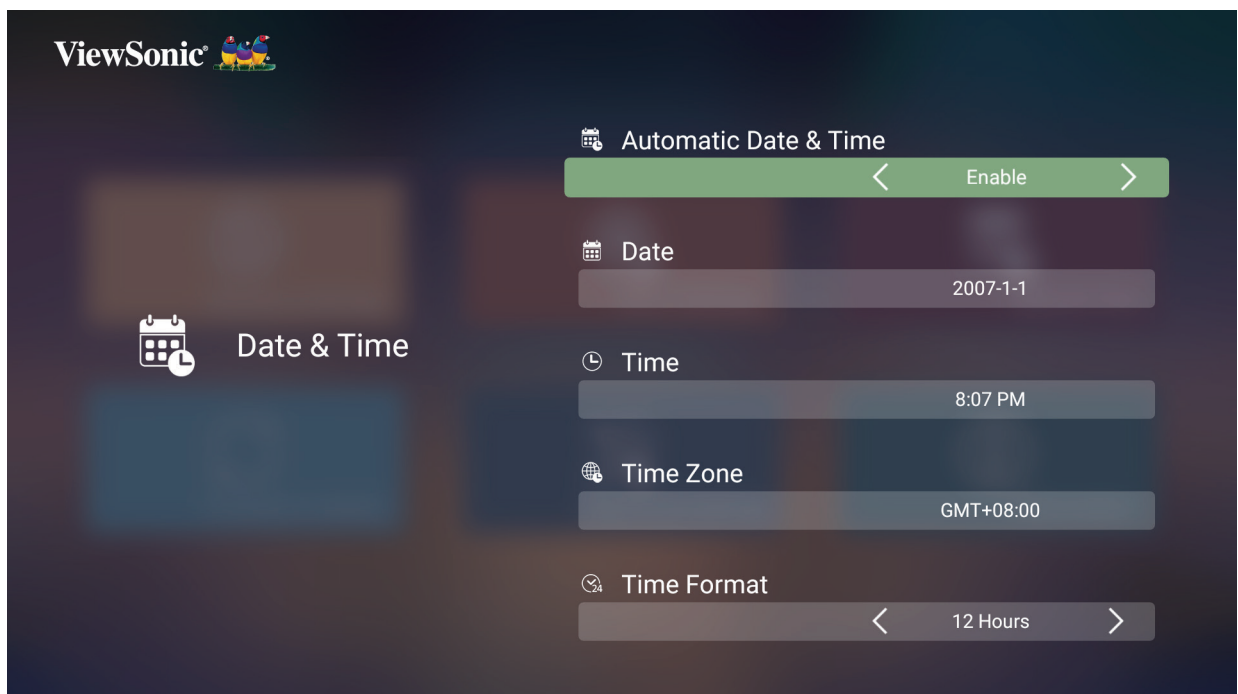 ViewSonic®
Automatic Date & Time
Enable
Date
2007-1-1
Date & Time
Time
8:07 PM
Time Zone
GMT+08:00
24
Time Format
12 Hours